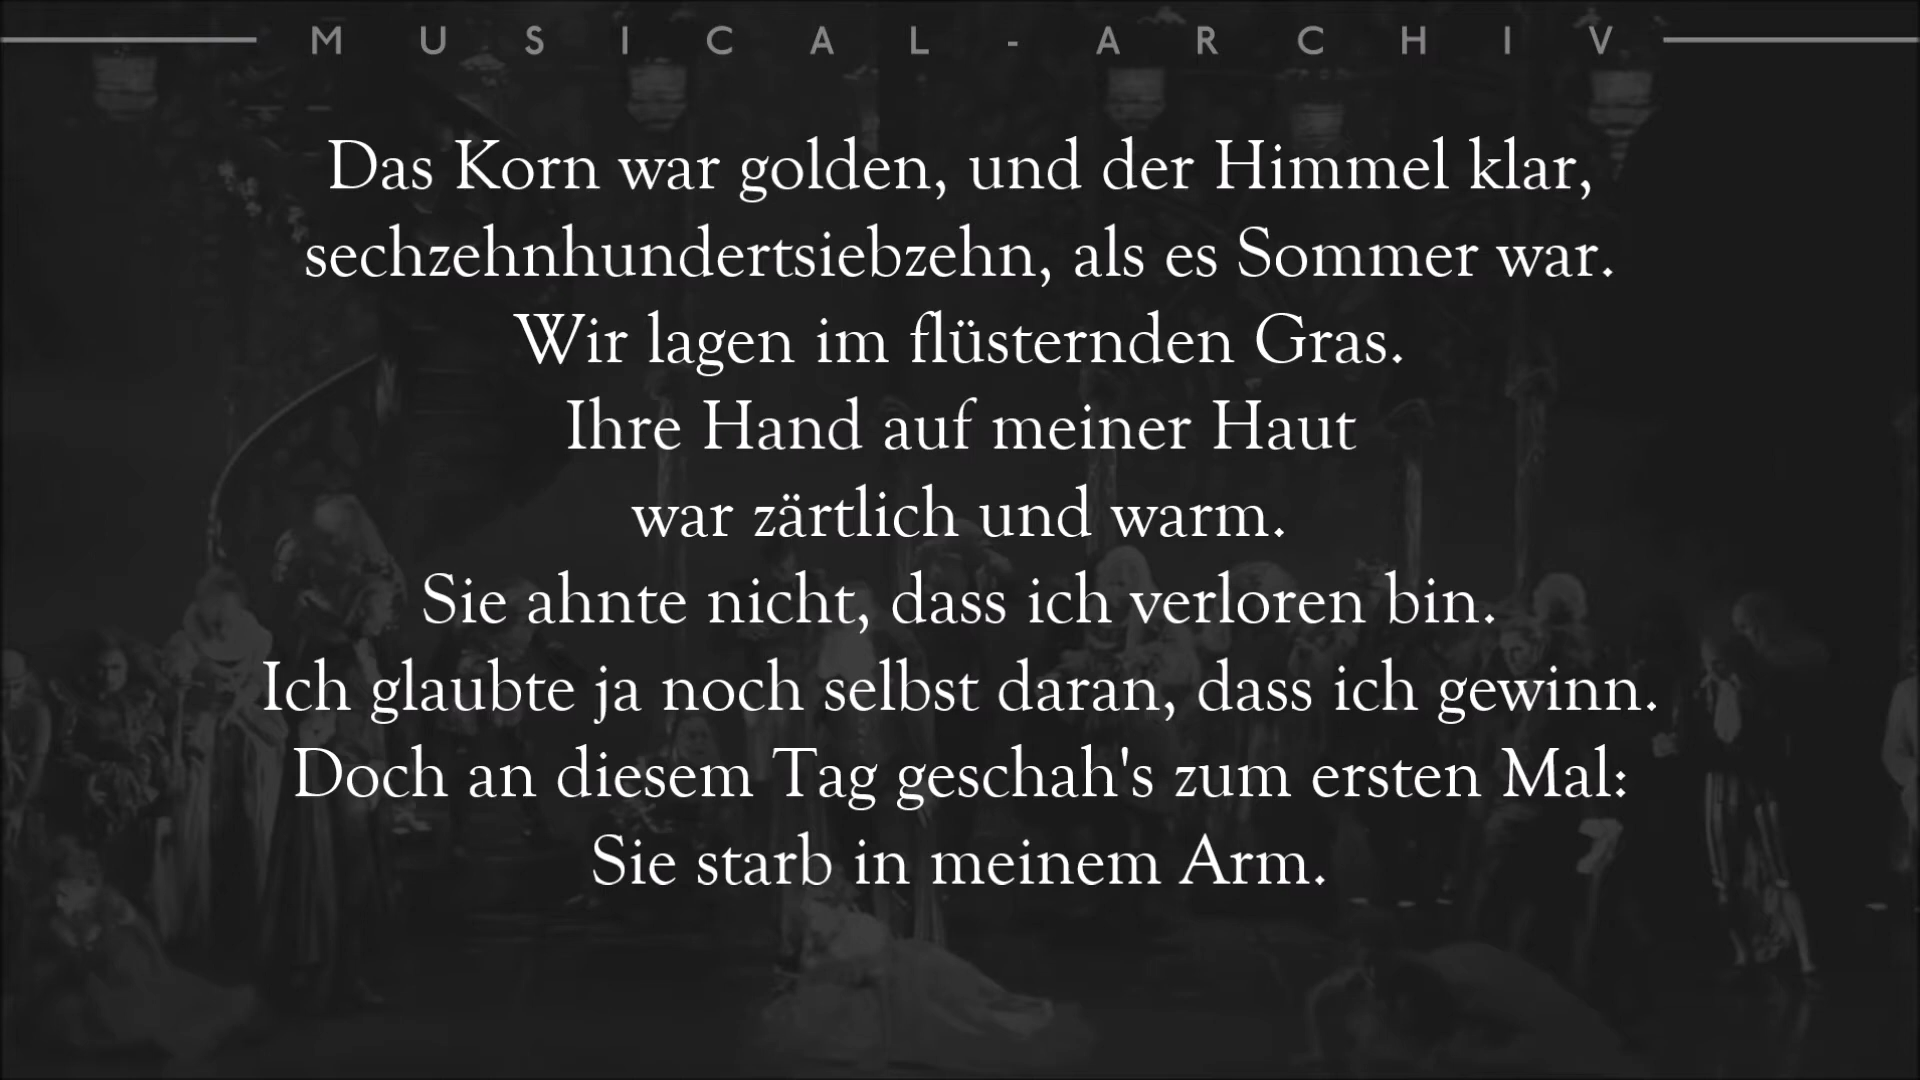 MUSICAL-ARCHIV
Das Korn war golden, und der Himmel klar,
sechzehnhundertsiebzehn, als es Sommer war.
Wir lagen im flüsternden Gras.
Ihre Hand auf meiner Haut
war zärtlich und warm.
Sie ahnte nicht, dass ich verloren bin.
Ich glaubte ja noch selbst daran, dass ich gewinn.
Doch an diesem Tag geschah's zum ersten Mal:
Sie starb in meinem Arm.